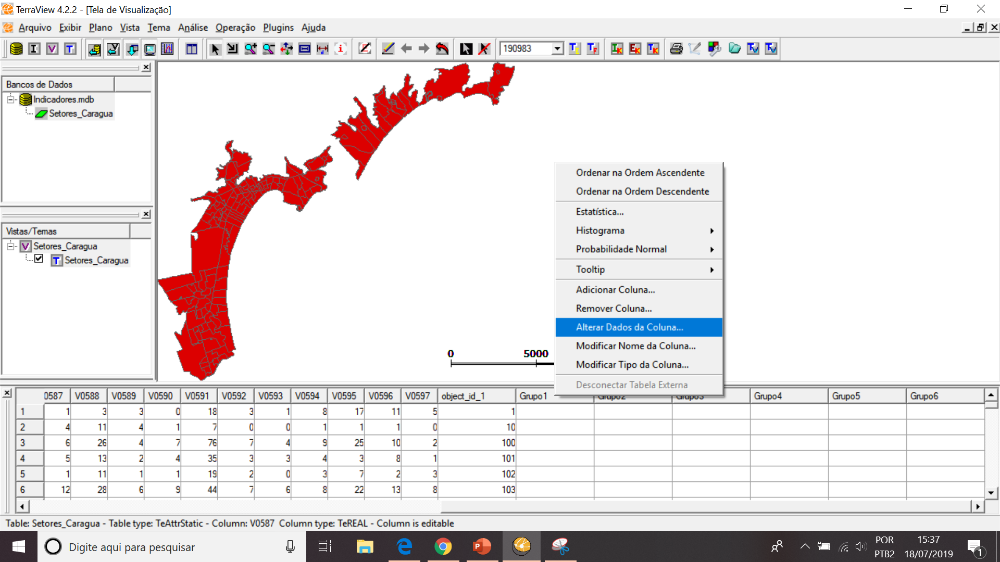 TerraView 4.2.2 - [Tela de Visualização]
Arquivo Exibir Plano Vista Tema Análise Operação Plugins Ajuda
190983
Bancos de Dados
Indicadores.mdb
Setores_Caragua
Vistas/Temas
Setores_Caragua
Setores_Caragua
0 5000
Ordenar na Ordem Ascendente
Ordenar na Ordem Descendente
Estatística...
Histograma
Probabilidade Normal
Tooltip
Adicionar Coluna...
Remover Coluna...
Alterar Dados da Coluna...
Modificar Nome da Coluna...
Modificar Tipo da Coluna...
Desconectar Tabela Externa
0587 V0588 V0589 V0590 V0591 V0592 V0593 V0594 V0595 V0596 V0597 object_id_1 Grupo1 Grupo2 Grupo3 Grupo4 Grupo5 Grupo6
1 1 3 3 0 18 3 1 8 17 11 5 1
2 4 11 4 1 7 0 0 1 1 1 0 10
3 6 26 4 7 76 7 4 9 25 10 2 100
4 5 13 2 4 35 3 3 4 3 8 1 101
5 1 11 1 1 19 2 0 3 7 2 3 102
6 12 28 6 9 44 7 6 8 22 13 8 103
Table: Setores_Caragua - Table type: TeAttrStatic - Column: V0587 Column type: TeREAL - Column is editable
Digite aqui para pesquisar
POR
PTB2
15:37
18/07/2019
1